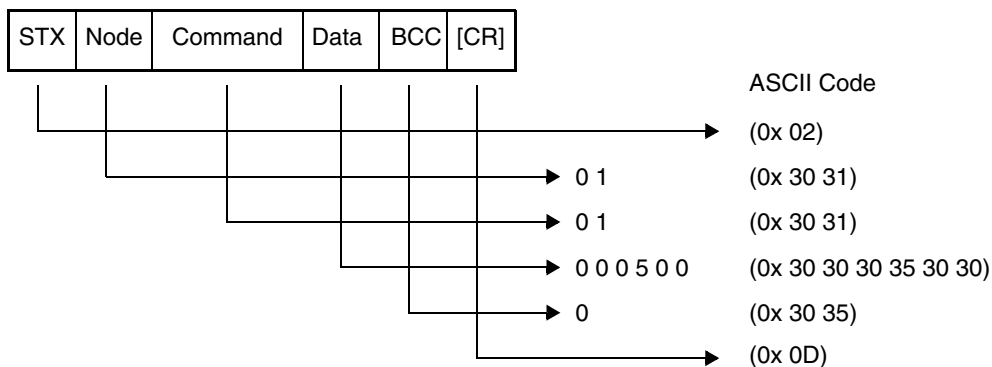 STX Node Command Data BCC [CR]
ASCII Code
(0x 02)
0 1 (0x 30 31)
0 1 (0x 30 31)
0 0 0 5 0 0 (0x 30 30 30 35 30 30)
0 (0x 30 35)
(0x 0D)